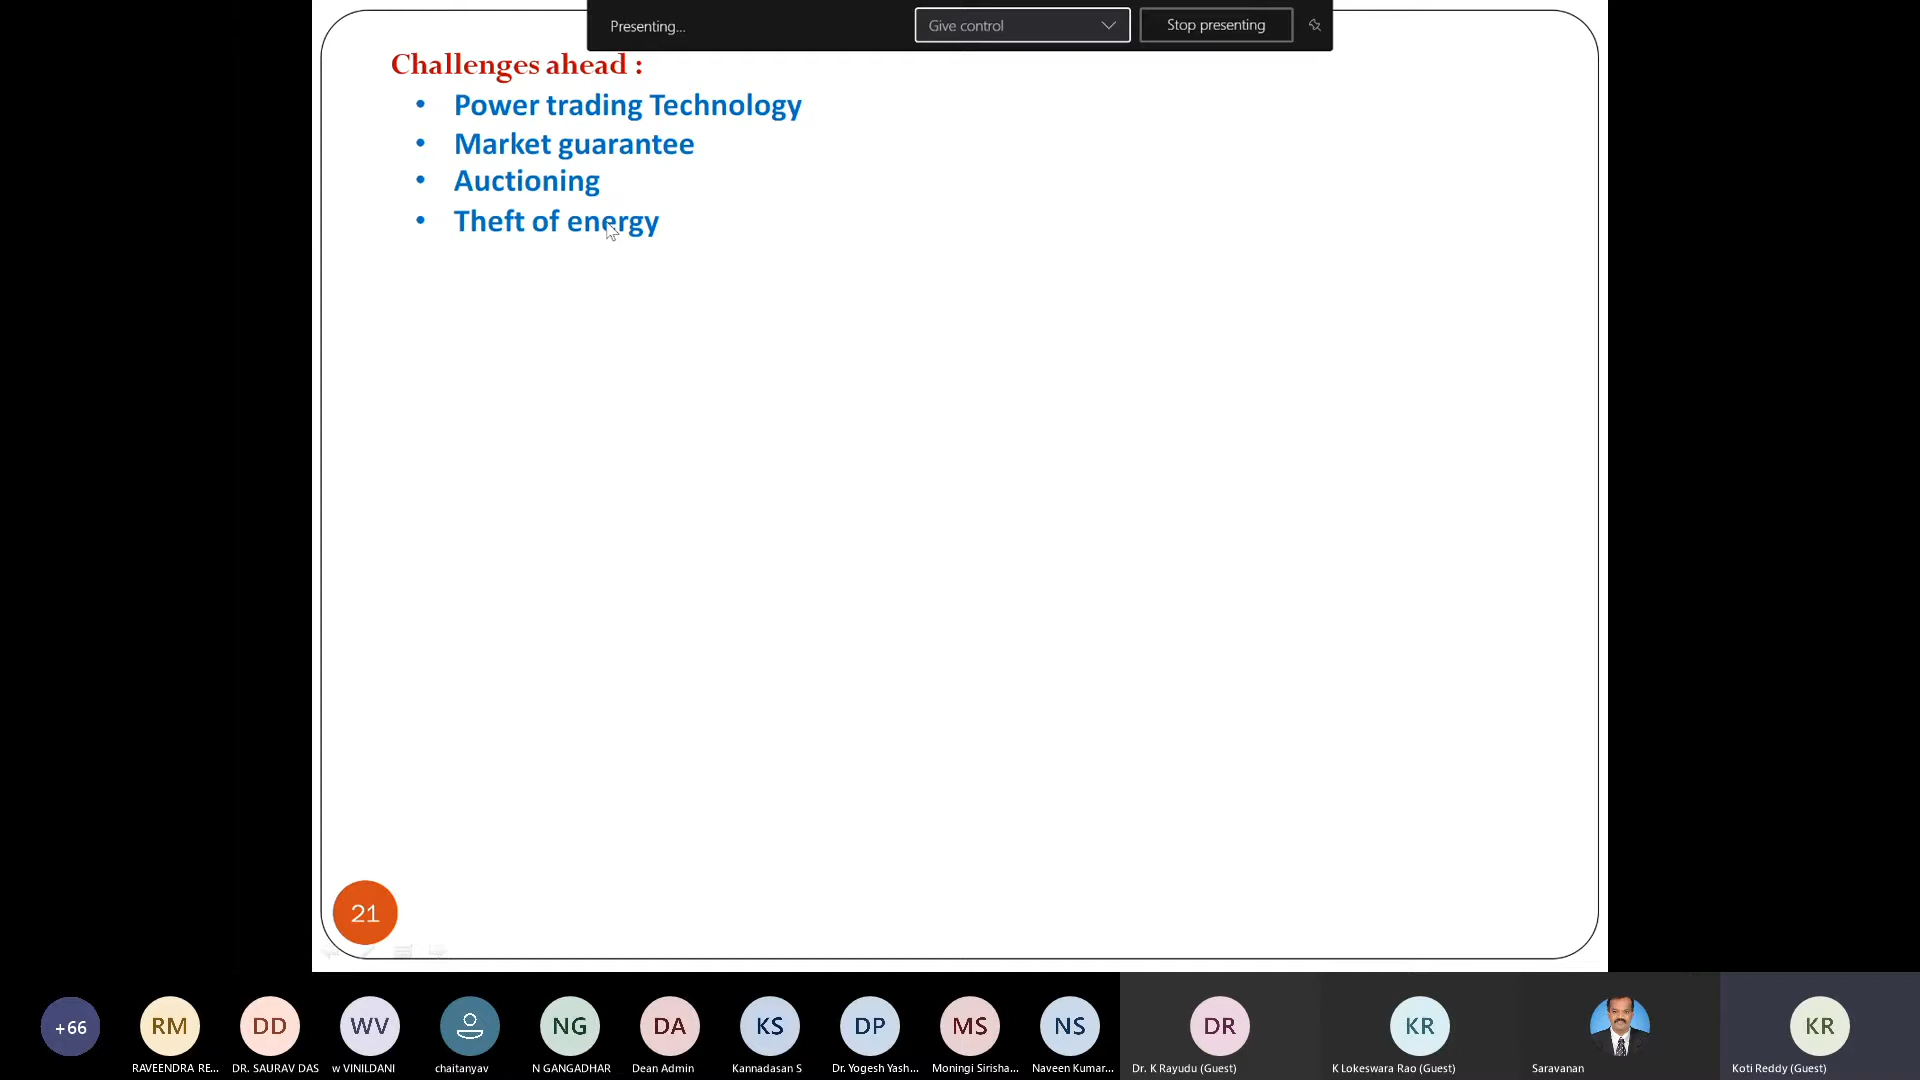 Presenting...
Give control
Stop presenting
Challenges ahead :
• Power trading Technology
• Market guarantee
• Auctioning
• Theft of energy
21
+66
RM
DD
WV
NG
DA
KS
DP
MS
NS
DR
KR
KR
RAVEENDRA RE...
DR. SAURAV DAS
w VINILDANI
chaitanyav
N GANGADHAR
Dean Admin
Kannadasan S
Dr. Yogesh Yash...
Moningi Sirisha...
Naveen Kumar...
Dr. K Rayudu (Guest)
K Lokeswara Rao (Guest)
Saravanan
Koti Reddy (Guest)